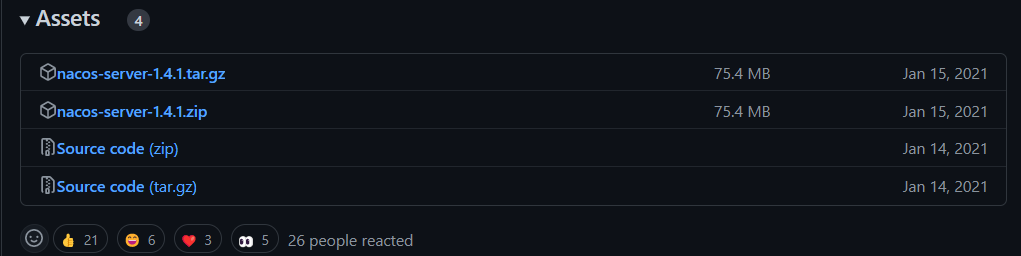 Assets 4
nacos-server-1.4.1.tar.gz 75.4 MB Jan 15, 2021
nacos-server-1.4.1.zip 75.4 MB Jan 15, 2021
Source code (zip) Jan 14, 2021
Source code (tar.gz) Jan 14, 2021
👍 21 😄 6 ❤️ 3 👀 5 26 people reacted